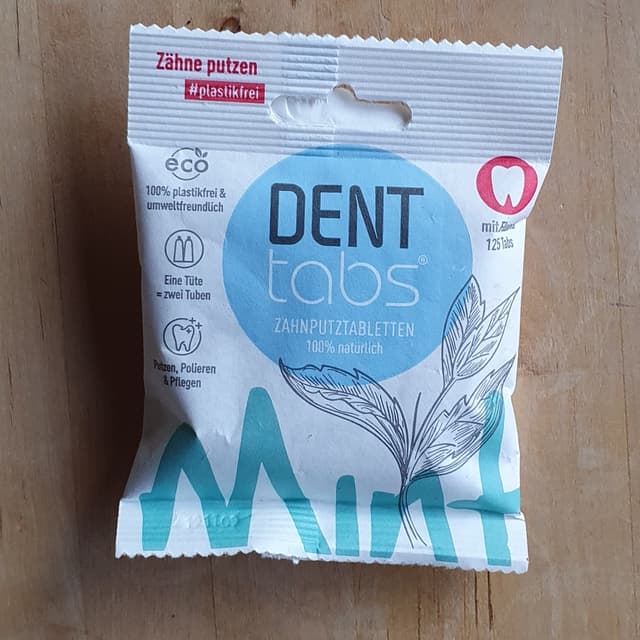 Zähne putzen
#plastikfrei
eco
100% plastikfrei &
umweltfreundlich
Eine Tüte
= zwei Tuben
Putzen, Polieren
& Pflegen
DENT
tabs®
ZAHNPUTZTABLETTEN
100% natürlich
mit
125 Tabs
Mint